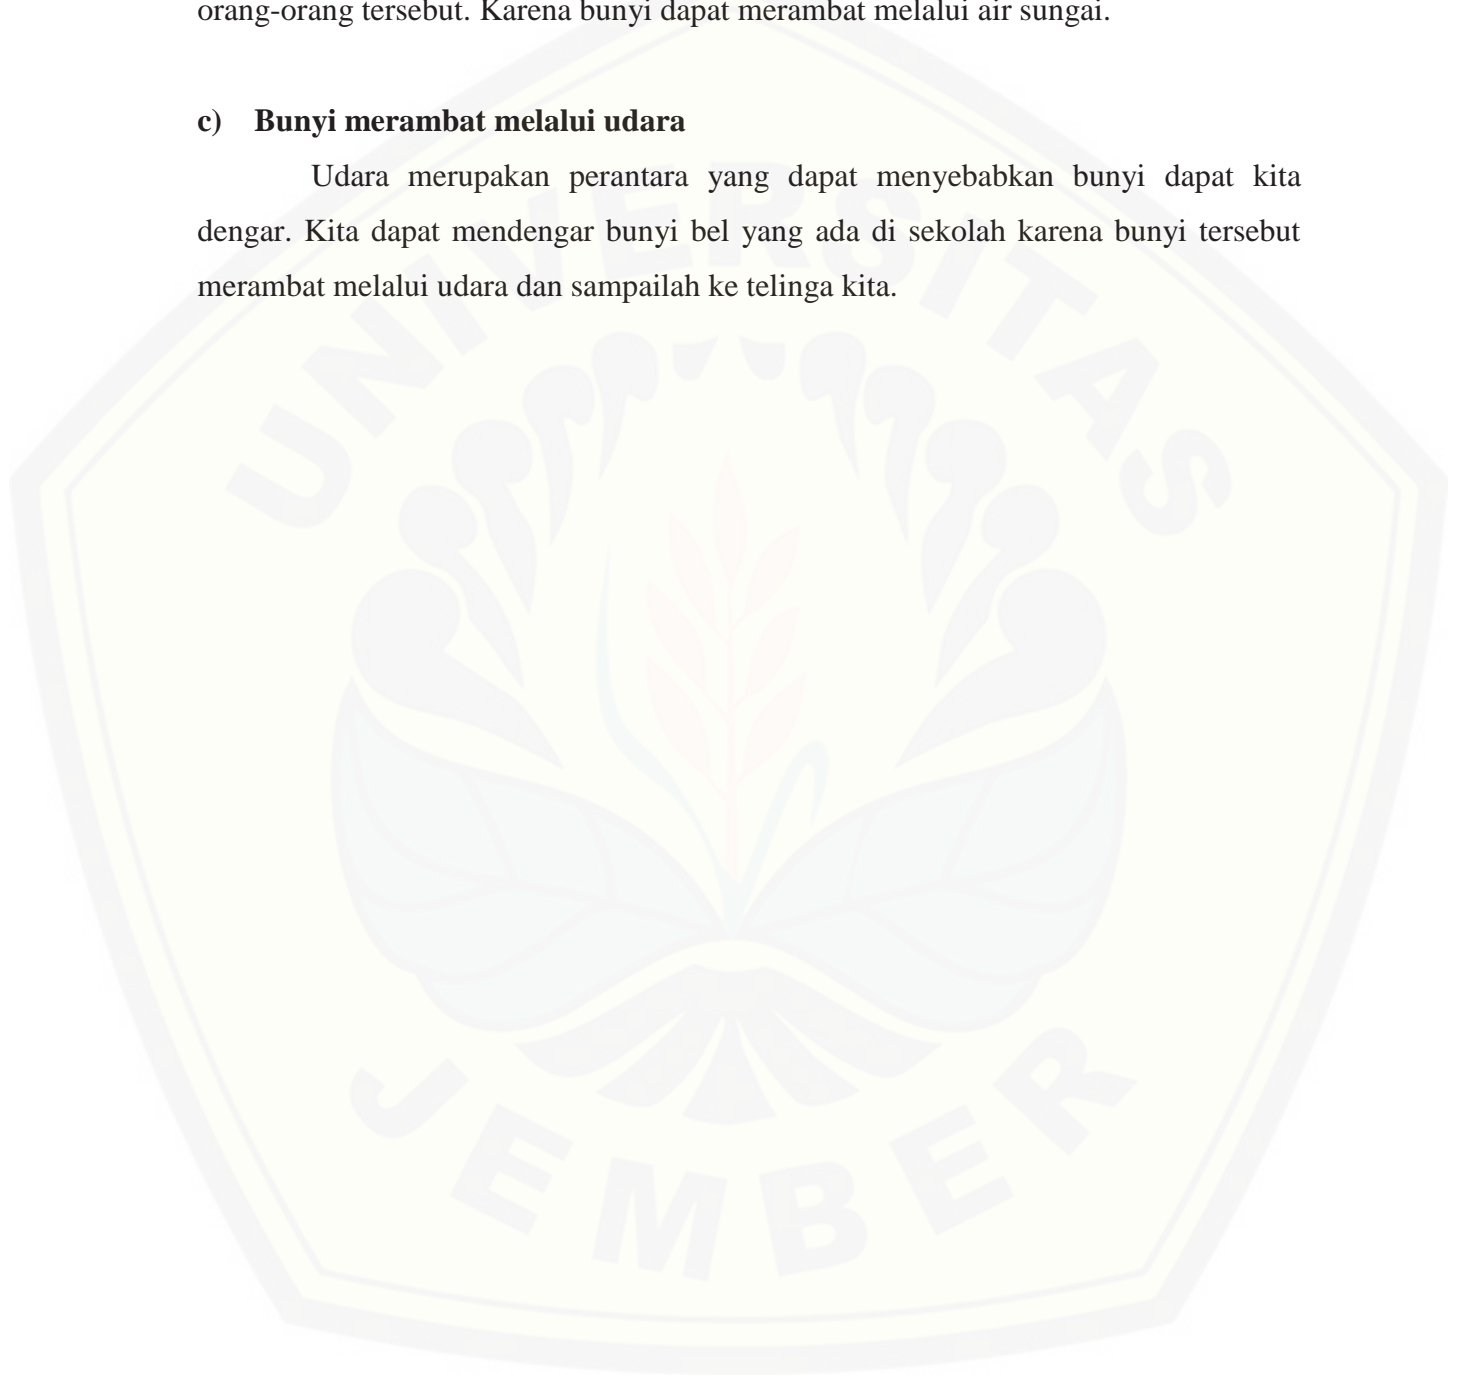 orang-orang tersebut. Karena bunyi dapat merambat melalui air sungai.
c) Bunyi merambat melalui udara
Udara merupakan perantara yang dapat menyebabkan bunyi dapat kita
dengar. Kita dapat mendengar bunyi bel yang ada di sekolah karena bunyi tersebut
merambat melalui udara dan sampailah ke telinga kita.
UNIVERSITAS
JEMBER